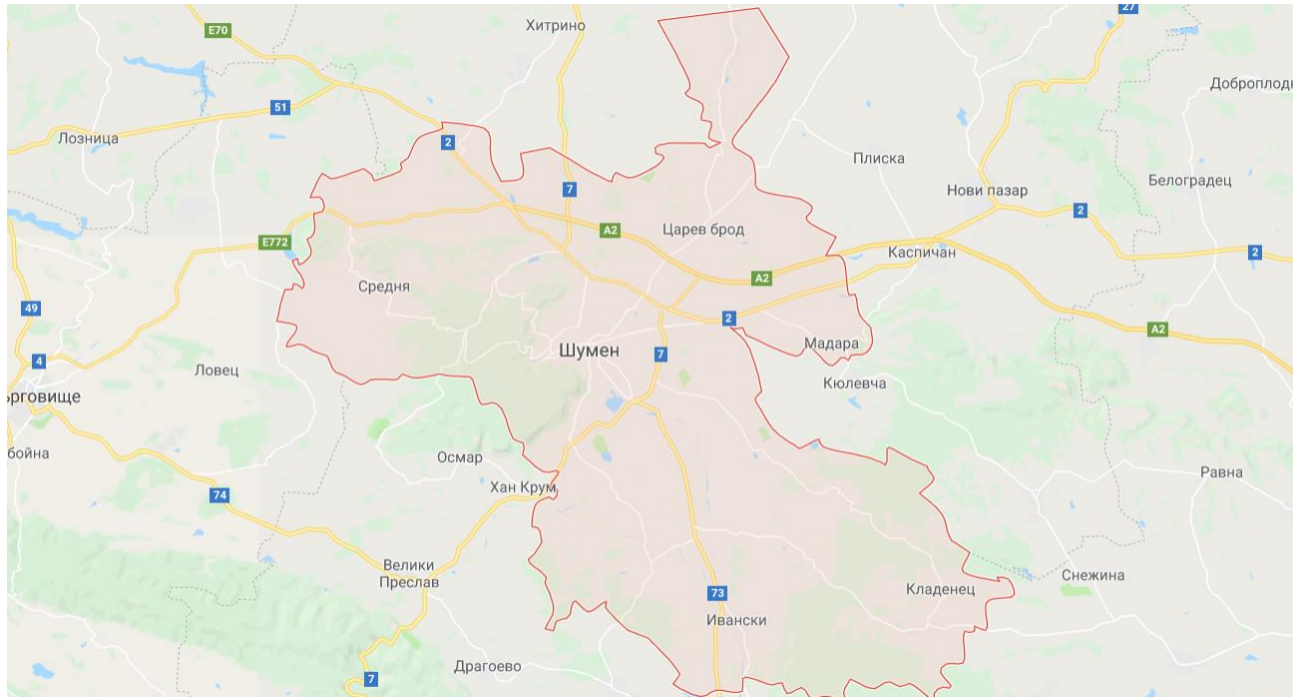 27
Хитрино
E70
Доброплодн
51
Лозница
2
Плиска
Белоградец
7
Нови пазар
2
A2
Царев брод
E772
Каспичан
2
A2
Средня
49
2
A2
Мадара
Шумен
7
4
Ловец
Кюлевча
ърговище
бойна
Осмар
Равна
Хан Крум
74
Велики
Преслав
Снежина
Кладенец
73
Ивански
Драгоево
7